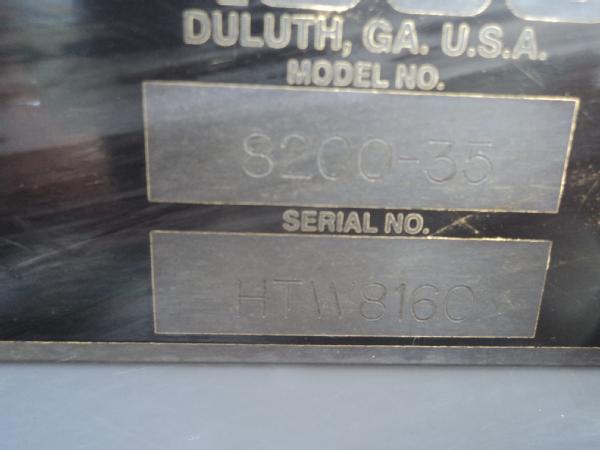 DULUTH, GA. U.S.A.
MODEL NO.
8200-35
SERIAL NO.
HTW8160